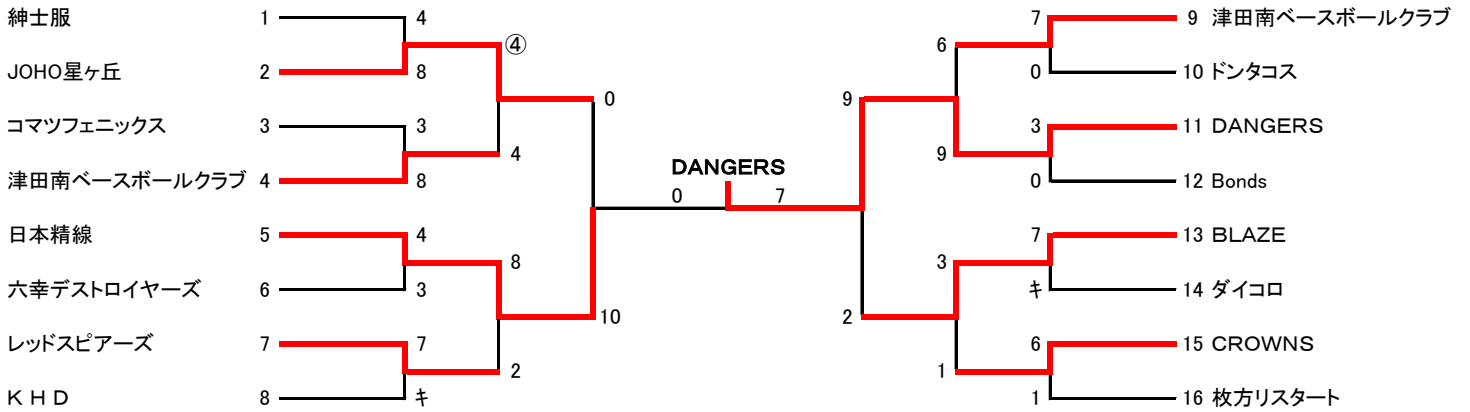 紳士服 1 4
④
JOHO星ヶ丘 2 8
0
コマツフェニックス 3 3
4
津田南ベースボールクラブ 4 8
日本精線 5 4
8
六幸デストロイヤーズ 6 3
10
レッドスピアーズ 7 7
2
ＫＨＤ 8 キ
DANGERS
0 7
7 9 津田南ベースボールクラブ
6
0 10 ドンタコス
9
3 11 DANGERS
9
0 12 Bonds
7 13 BLAZE
3
キ 14 ダイコロ
2
6 15 CROWNS
1
1 16 枚方リスタート